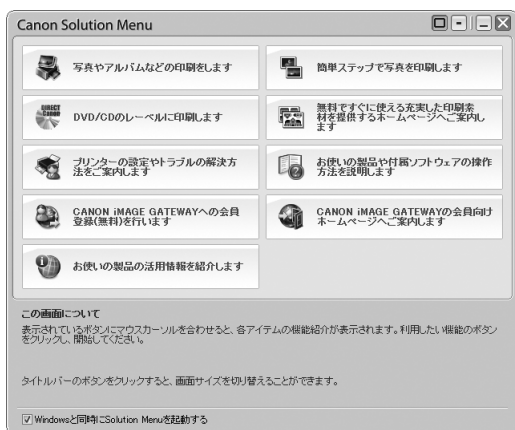 Canon Solution Menu
写真やアルバムなどの印刷をします
簡単ステップで写真を印刷します
DIRECT
Canon
DVD/CDのレーベルに印刷します
無料ですぐに使える充実した印刷素
材を提供するホームページへご案内し
ます
プリンターの設定やトラブルの解決方
法をご案内します
お使いの製品や付属ソフトウェアの操作
方法を説明します
CANON iMAGE GATEWAYへの会員
登録(無料)を行います
CANON iMAGE GATEWAYの会員向け
ホームページへご案内します
お使いの製品の活用情報を紹介します
この画面について
表示されているボタンにマウスカーソルを合わせると、各アイテムの機能紹介が表示されます。利用したい機能のボタン
をクリックし、開始してください。
タイトルバーのボタンをクリックすると、画面サイズを切り替えることができます。
Windowsと同時にSolution Menuを起動する